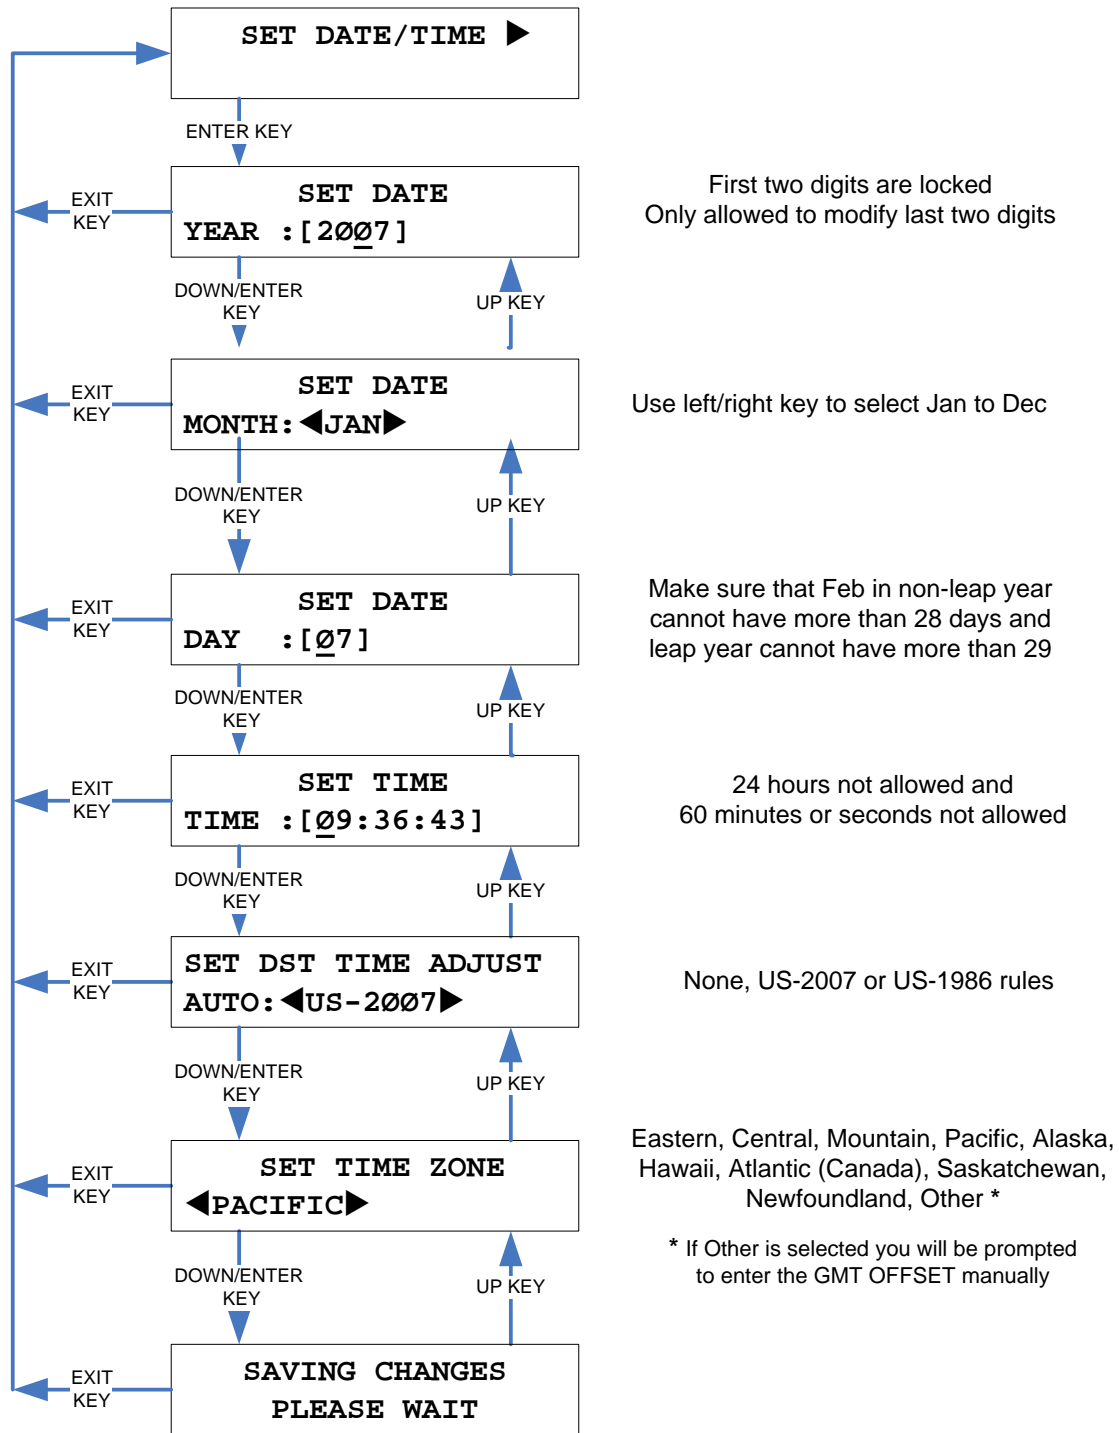 SET DATE/TIME ▶
ENTER KEY
EXIT
KEY
SET DATE
YEAR :[2ØØ7]
First two digits are locked
Only allowed to modify last two digits
DOWN/ENTER
KEY
UP KEY
EXIT
KEY
SET DATE
MONTH:◀JAN▶
Use left/right key to select Jan to Dec
DOWN/ENTER
KEY
UP KEY
EXIT
KEY
SET DATE
DAY :[Ø7]
Make sure that Feb in non-leap year
cannot have more than 28 days and
leap year cannot have more than 29
DOWN/ENTER
KEY
UP KEY
EXIT
KEY
SET TIME
TIME :[Ø9:36:43]
24 hours not allowed and
60 minutes or seconds not allowed
DOWN/ENTER
KEY
UP KEY
EXIT
KEY
SET DST TIME ADJUST
AUTO:◀US-2ØØ7▶
None, US-2007 or US-1986 rules
DOWN/ENTER
KEY
UP KEY
EXIT
KEY
SET TIME ZONE
◀PACIFIC▶
Eastern, Central, Mountain, Pacific, Alaska,
Hawaii, Atlantic (Canada), Saskatchewan,
Newfoundland, Other *
* If Other is selected you will be prompted
to enter the GMT OFFSET manually
DOWN/ENTER
KEY
UP KEY
EXIT
KEY
SAVING CHANGES
PLEASE WAIT